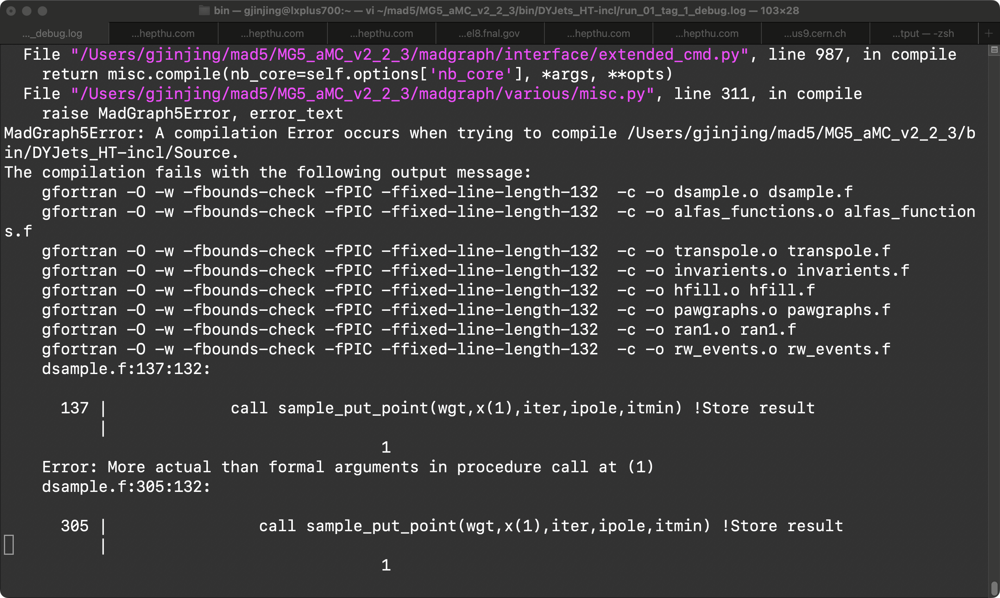 bin — gjinjing@lxplus700:~ — vi ~/mad5/MG5_aMC_v2_2_3/bin/DYJets_HT-incl/run_01_tag_1_debug.log — 103×28
..._debug.log ...hepthu.com ...hepthu.com ...hepthu.com ...el8.fnal.gov ...hepthu.com ...hepthu.com ...us9.cern.ch ...tput — -zsh +
  File "/Users/gjinjing/mad5/MG5_aMC_v2_2_3/madgraph/interface/extended_cmd.py", line 987, in compile
    return misc.compile(nb_core=self.options['nb_core'], *args, **opts)
  File "/Users/gjinjing/mad5/MG5_aMC_v2_2_3/madgraph/various/misc.py", line 311, in compile
    raise MadGraph5Error, error_text
MadGraph5Error: A compilation Error occurs when trying to compile /Users/gjinjing/mad5/MG5_aMC_v2_2_3/b
in/DYJets_HT-incl/Source.
The compilation fails with the following output message:
    gfortran -O -w -fbounds-check -fPIC -ffixed-line-length-132  -c -o dsample.o dsample.f
    gfortran -O -w -fbounds-check -fPIC -ffixed-line-length-132  -c -o alfas_functions.o alfas_function
s.f
    gfortran -O -w -fbounds-check -fPIC -ffixed-line-length-132  -c -o transpole.o transpole.f
    gfortran -O -w -fbounds-check -fPIC -ffixed-line-length-132  -c -o invarients.o invarients.f
    gfortran -O -w -fbounds-check -fPIC -ffixed-line-length-132  -c -o hfill.o hfill.f
    gfortran -O -w -fbounds-check -fPIC -ffixed-line-length-132  -c -o pawgraphs.o pawgraphs.f
    gfortran -O -w -fbounds-check -fPIC -ffixed-line-length-132  -c -o ran1.o ran1.f
    gfortran -O -w -fbounds-check -fPIC -ffixed-line-length-132  -c -o rw_events.o rw_events.f
    dsample.f:137:132:
      137 |             call sample_put_point(wgt,x(1),iter,ipole,itmin) !Store result
          |
                                        1
    Error: More actual than formal arguments in procedure call at (1)
    dsample.f:305:132:
      305 |                call sample_put_point(wgt,x(1),iter,ipole,itmin) !Store result
          |
                                        1